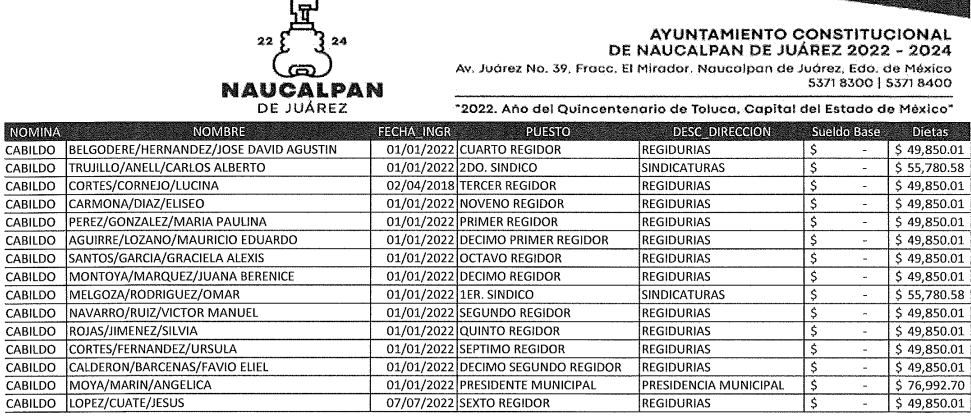 22 24
NAUCALPAN
DE JUÁREZ
AYUNTAMIENTO CONSTITUCIONAL
DE NAUCALPAN DE JUÁREZ 2022 - 2024
Av. Juárez No. 39, Fracc. El Mirador, Naucalpan de Juárez, Edo. de México
5371 8300 | 5371 8400
"2022. Año del Quincentenario de Toluca, Capital del Estado de México"
NOMINA NOMBRE FECHA_INGR PUESTO DESC_DIRECCION Sueldo Base Dietas
CABILDO BELGODERE/HERNANDEZ/JOSE DAVID AGUSTIN 01/01/2022 CUARTO REGIDOR REGIDURIAS $ - $ 49,850.01
CABILDO TRUJILLO/ANELL/CARLOS ALBERTO 01/01/2022 2DO. SINDICO SINDICATURAS $ - $ 55,780.58
CABILDO CORTES/CORNEJO/LUCINA 02/04/2018 TERCER REGIDOR REGIDURIAS $ - $ 49,850.01
CABILDO CARMONA/DIAZ/ELISEO 01/01/2022 NOVENO REGIDOR REGIDURIAS $ - $ 49,850.01
CABILDO PEREZ/GONZALEZ/MARIA PAULINA 01/01/2022 PRIMER REGIDOR REGIDURIAS $ - $ 49,850.01
CABILDO AGUIRRE/LOZANO/MAURICIO EDUARDO 01/01/2022 DECIMO PRIMER REGIDOR REGIDURIAS $ - $ 49,850.01
CABILDO SANTOS/GARCIA/GRACIELA ALEXIS 01/01/2022 OCTAVO REGIDOR REGIDURIAS $ - $ 49,850.01
CABILDO MONTOYA/MARQUEZ/JUANA BERENICE 01/01/2022 DECIMO REGIDOR REGIDURIAS $ - $ 49,850.01
CABILDO MELGOZA/RODRIGUEZ/OMAR 01/01/2022 1ER. SINDICO SINDICATURAS $ - $ 55,780.58
CABILDO NAVARRO/RUIZ/VICTOR MANUEL 01/01/2022 SEGUNDO REGIDOR REGIDURIAS $ - $ 49,850.01
CABILDO ROJAS/JIMENEZ/SILVIA 01/01/2022 QUINTO REGIDOR REGIDURIAS $ - $ 49,850.01
CABILDO CORTES/FERNANDEZ/URSULA 01/01/2022 SEPTIMO REGIDOR REGIDURIAS $ - $ 49,850.01
CABILDO CALDERON/BARCENAS/FAVIO ELIEL 01/01/2022 DECIMO SEGUNDO REGIDOR REGIDURIAS $ - $ 49,850.01
CABILDO MOYA/MARIN/ANGELICA 01/01/2022 PRESIDENTE MUNICIPAL PRESIDENCIA MUNICIPAL $ - $ 76,992.70
CABILDO LOPEZ/CUATE/JESUS 07/07/2022 SEXTO REGIDOR REGIDURIAS $ - $ 49,850.01